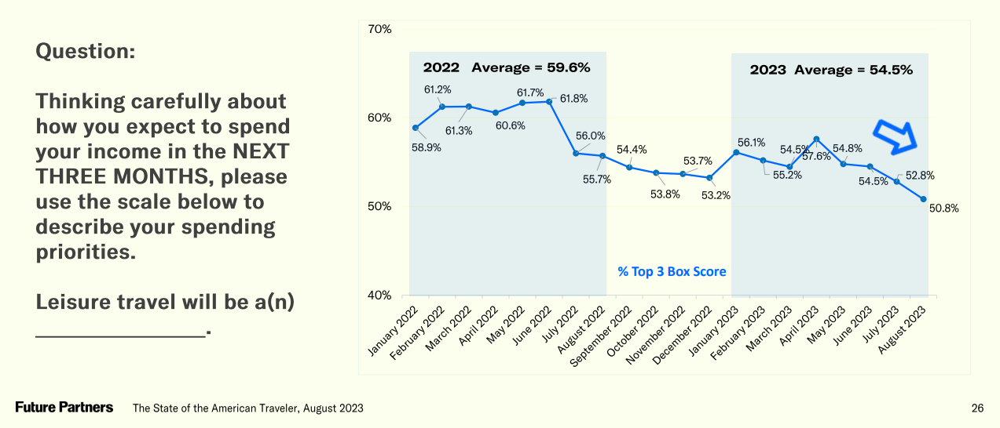 Question:
Thinking carefully about
how you expect to spend
your income in the NEXT
THREE MONTHS, please
use the scale below to
describe your spending
priorities.
Leisure travel will be a(n)
________________.
70%
60%
50%
40%
2022 Average = 59.6%
2023 Average = 54.5%
58.9%
61.2%
61.3%
60.6%
61.7%
61.8%
56.0%
55.7%
54.4%
53.8%
53.7%
53.2%
56.1%
55.2%
54.5%
57.6%
54.8%
54.5%
52.8%
50.8%
% Top 3 Box Score
January 2022
February 2022
March 2022
April 2022
May 2022
June 2022
July 2022
August 2022
September 2022
October 2022
November 2022
December 2022
January 2023
February 2023
March 2023
April 2023
May 2023
June 2023
July 2023
August 2023
Future Partners The State of the American Traveler, August 2023
26